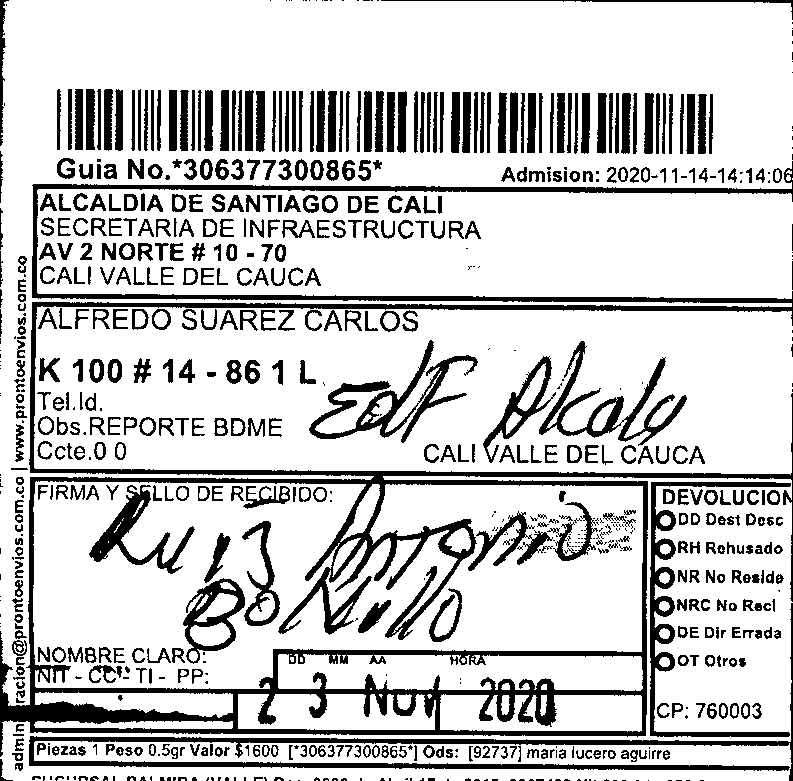 Guia No.*306377300865*
Admision: 2020-11-14-14:14:06
ALCALDIA DE SANTIAGO DE CALI
SECRETARIA DE INFRAESTRUCTURA
AV 2 NORTE # 10 - 70
CALI VALLE DEL CAUCA
ALFREDO SUAREZ CARLOS
K 100 # 14 - 86 1 L
Edf Alcala
Tel.Id.
Obs.REPORTE BDME
Ccte.0 0
CALI VALLE DEL CAUCA
FIRMA Y SELLO DE RECIBIDO:
Antonio
NOMBRE CLARO:
NIT - CC - TI - PP:
DD MM AA HORA
23 NOV 2020
DEVOLUCION
DD Dest Desc
RH Rehusado
NR No Reside
NRC No Recl
DE Dir Errada
OT Otros
CP: 760003
Piezas 1 Peso 0.5gr Valor $1600 [*306377300865*] Ods: [92737] maria lucero aguirre
www.prontoenvios.com.co